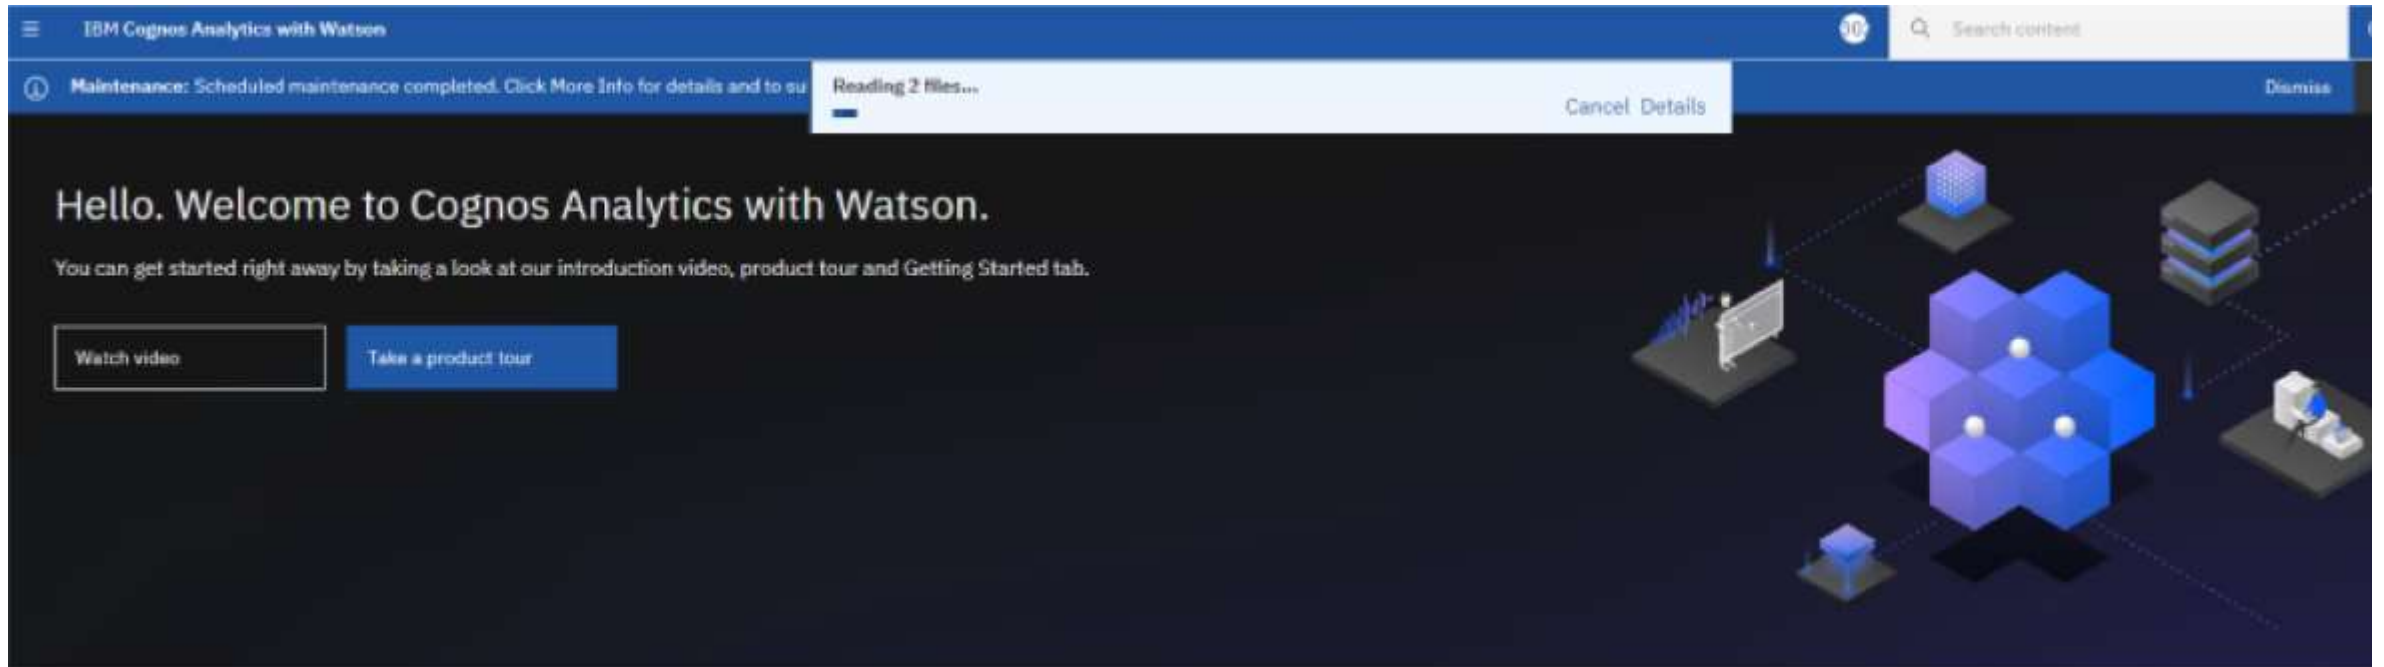 IBM Cognos Analytics with Watson
Search content
Maintenance: Scheduled maintenance completed. Click More Info for details and to su
Dismiss
Reading 2 files...
Cancel Details
Hello. Welcome to Cognos Analytics with Watson.
You can get started right away by taking a look at our introduction video, product tour and Getting Started tab.
Watch video
Take a product tour